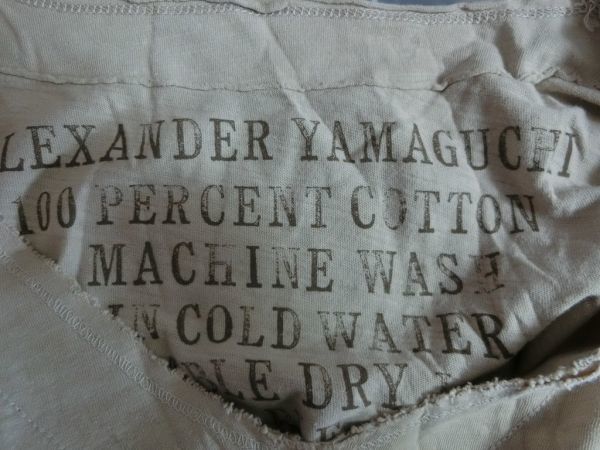 LEXANDER YAMAGUCHI
100 PERCENT COTTON
MACHINE WASH
IN COLD WATER
BLE DRY